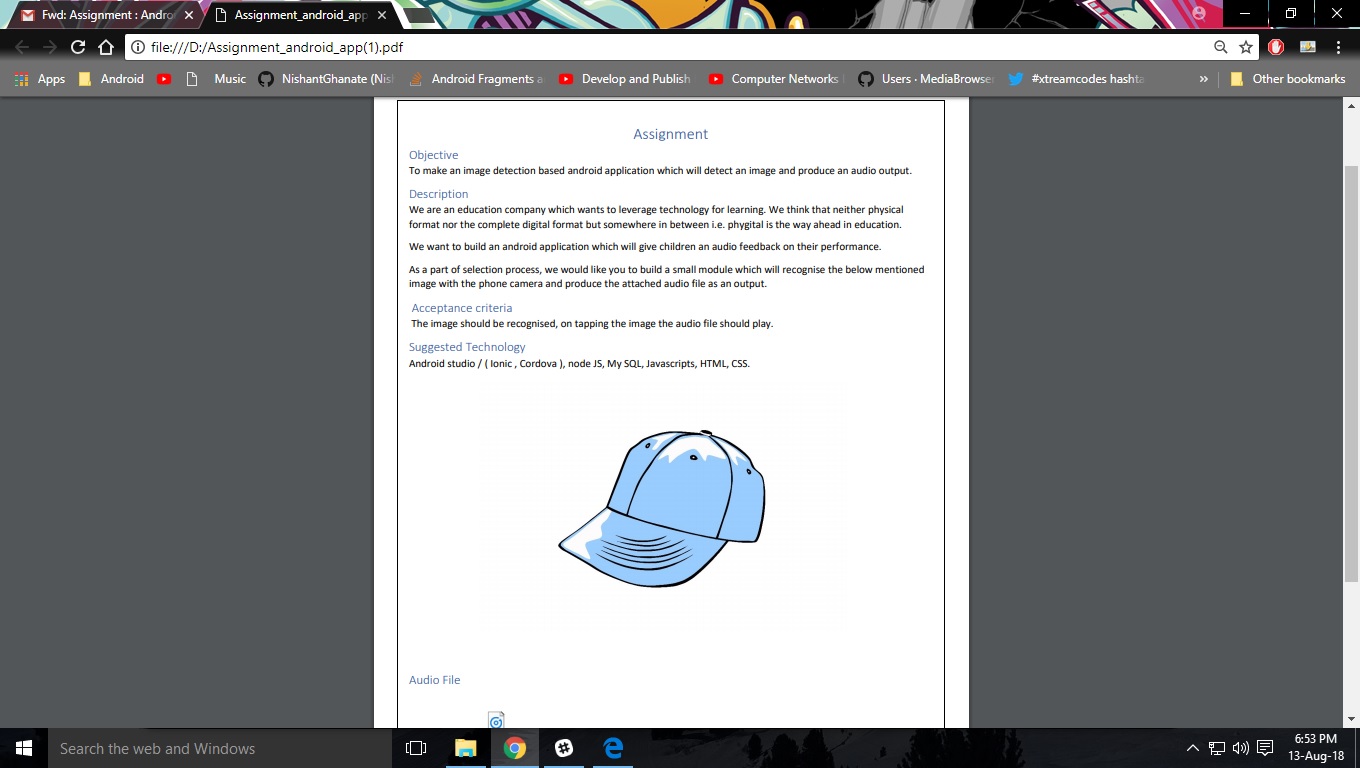 Fwd: Assignment : Andro
Assignment_android_app
file:///D:/Assignment_android_app(1).pdf
Apps
Android
Music
NishantGhanate (Nish
Android Fragments a
Develop and Publish
Computer Networks
Users · MediaBrowse
#xtreamcodes hashta
»
Other bookmarks
Assignment
Objective
To make an image detection based android application which will detect an image and produce an audio output.
Description
We are an education company which wants to leverage technology for learning. We think that neither physical
format nor the complete digital format but somewhere in between i.e. phygital is the way ahead in education.
We want to build an android application which will give children an audio feedback on their performance.
As a part of selection process, we would like you to build a small module which will recognise the below mentioned
image with the phone camera and produce the attached audio file as an output.
Acceptance criteria
The image should be recognised, on tapping the image the audio file should play.
Suggested Technology
Android studio / ( Ionic , Cordova ), node JS, My SQL, Javascripts, HTML, CSS.
Audio File
Search the web and Windows
6:53 PM
13-Aug-18